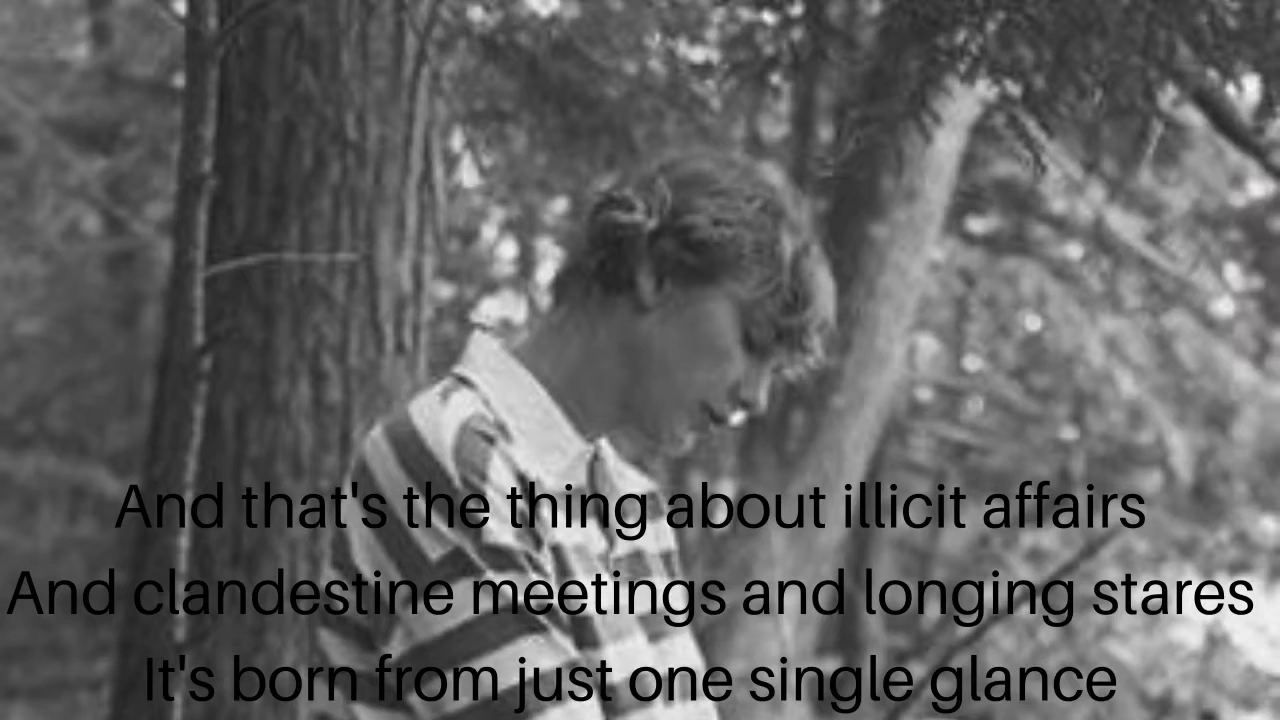 And that's the thing about illicit affairs
And clandestine meetings and longing stares
It's born from just one single glance